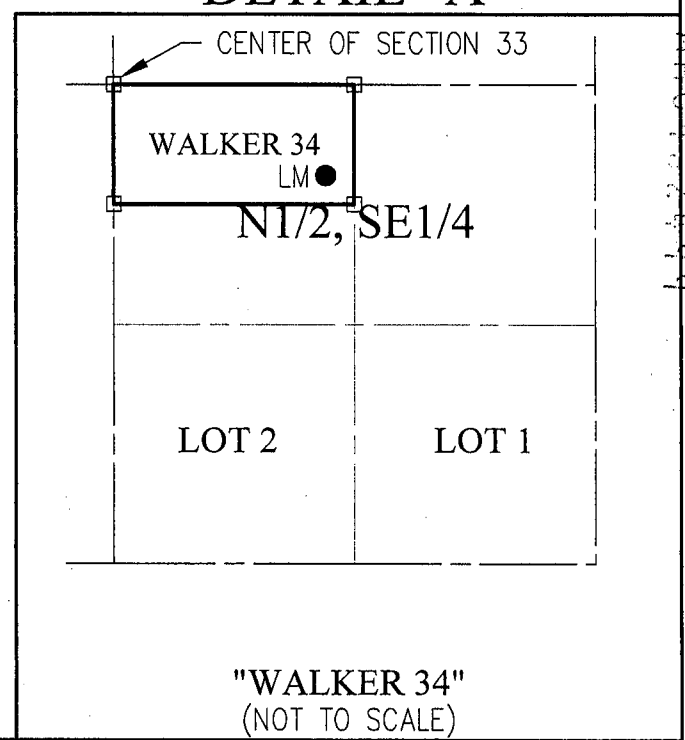 CENTER OF SECTION 33
WALKER 34
LM
N1/2, SE1/4
LOT 2
LOT 1
"WALKER 34"
(NOT TO SCALE)